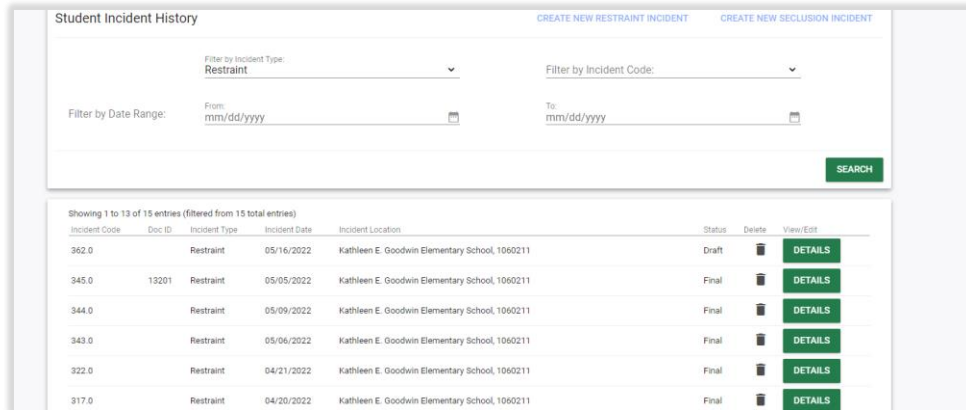 Student Incident History CREATE NEW RESTRAINT INCIDENT CREATE NEW SECLUSION INCIDENT
Filter by Incident Type:
Restraint Filter by Incident Code:
Filter by Date Range: From: mm/dd/yyyy To: mm/dd/yyyy
SEARCH
Showing 1 to 13 of 15 entries (filtered from 15 total entries)
Incident Code Doc ID Incident Type Incident Date Incident Location Status Delete View/Edit
362.0 Restraint 05/16/2022 Kathleen E. Goodwin Elementary School, 1060211 Draft DETAILS
345.0 13201 Restraint 05/05/2022 Kathleen E. Goodwin Elementary School, 1060211 Final DETAILS
344.0 Restraint 05/09/2022 Kathleen E. Goodwin Elementary School, 1060211 Final DETAILS
343.0 Restraint 05/06/2022 Kathleen E. Goodwin Elementary School, 1060211 Final DETAILS
322.0 Restraint 04/21/2022 Kathleen E. Goodwin Elementary School, 1060211 Final DETAILS
317.0 Restraint 04/20/2022 Kathleen E. Goodwin Elementary School, 1060211 Final DETAILS